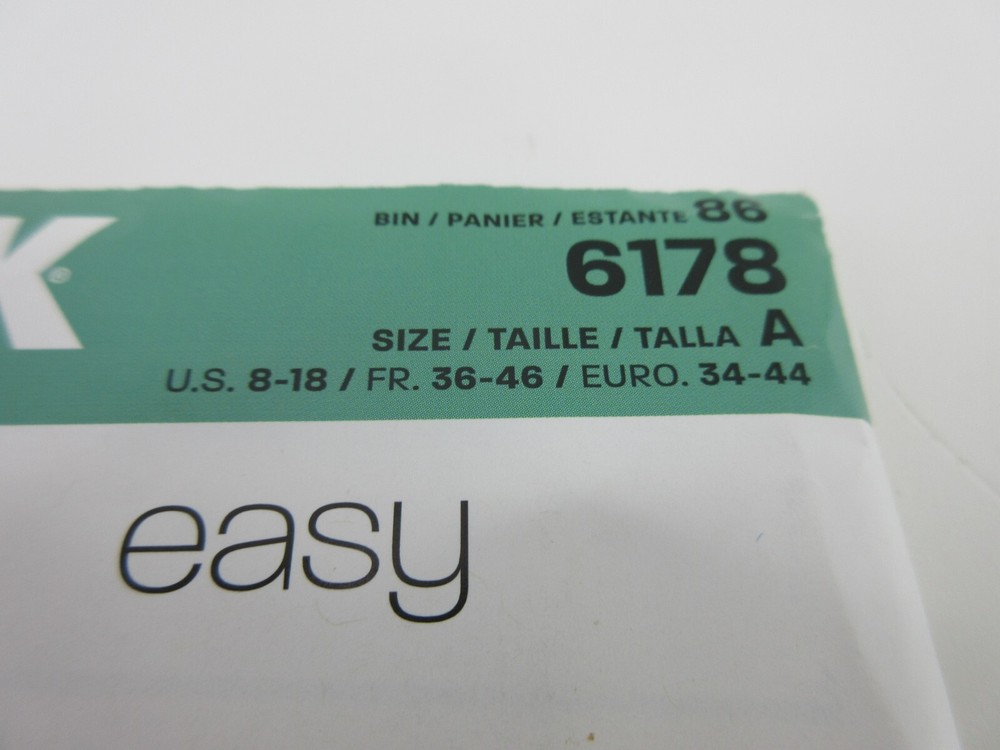 K®
BIN / PANIER / ESTANTE 86
6178
SIZE / TAILLE / TALLA A
U.S. 8-18 / FR. 36-46 / EURO. 34-44
easy